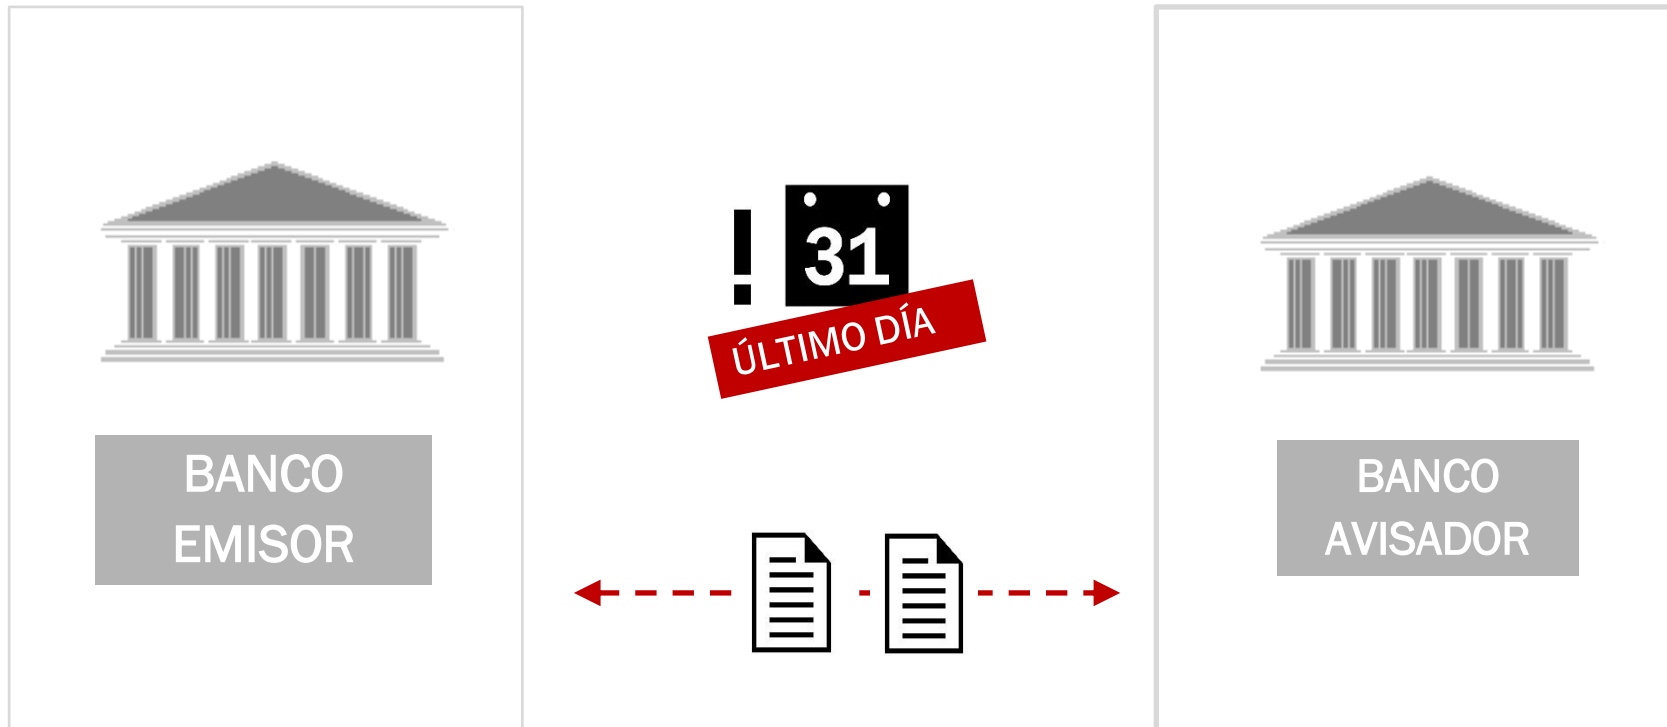 BANCO
EMISOR
!
31
ÚLTIMO DÍA
BANCO
AVISADOR